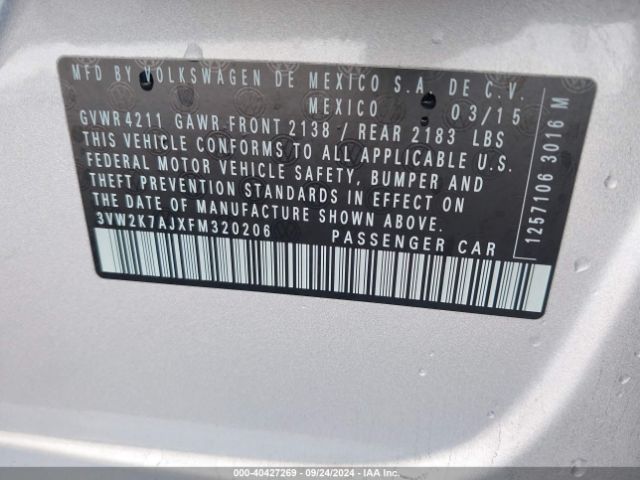 MFD BY VOLKSWAGEN DE MEXICO S.A. DE C.V.
MEXICO 03/15
GVWR 4211 GAWR-FRONT 2138 / REAR 2183 LBS
THIS VEHICLE CONFORMS TO ALL APPLICABLE U.S.
FEDERAL MOTOR VEHICLE SAFETY, BUMPER AND
THEFT PREVENTION STANDARDS IN EFFECT ON
THE DATE OF MANUFACTURE SHOWN ABOVE.
3VW2K7AJXFM320206 PASSENGER CAR
1257106 3016 M
000-40427269 - 09/24/2024 - IAA Inc.